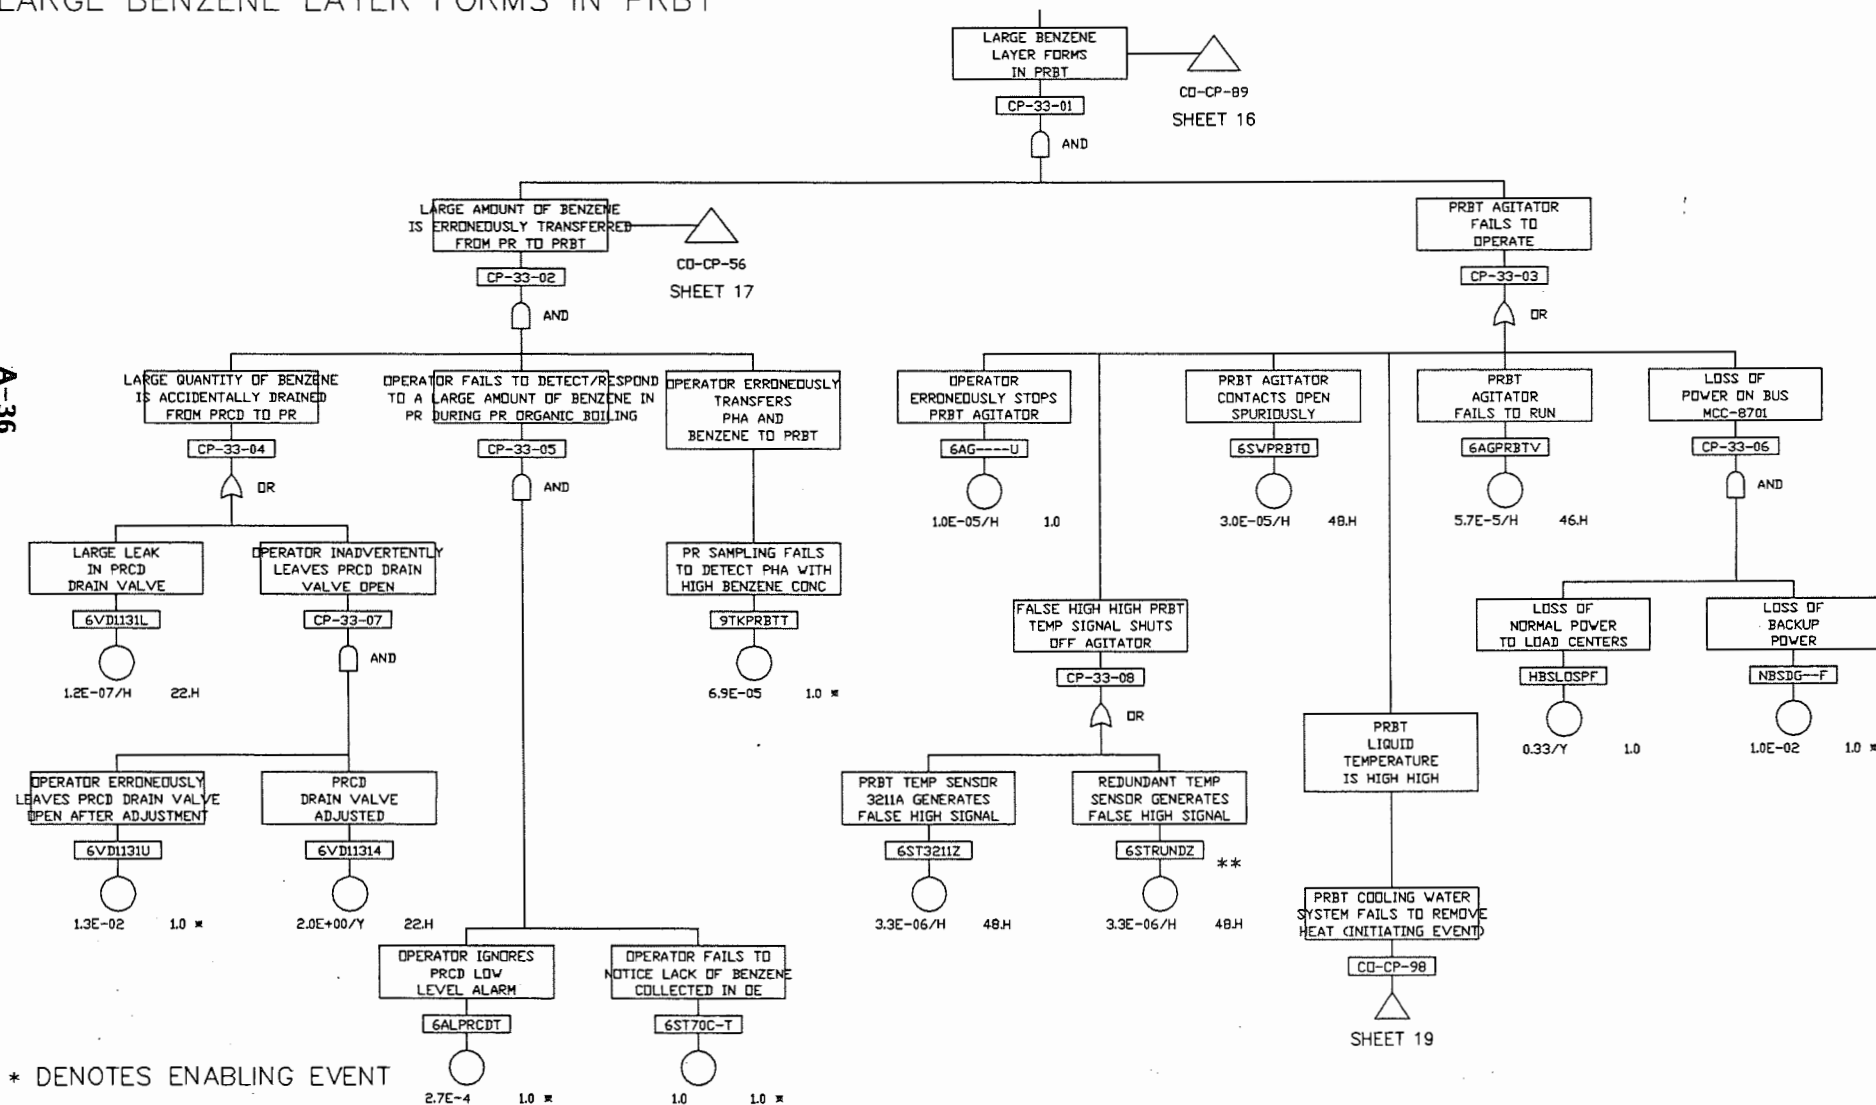 LARGE BENZENE LAYER FORMS IN PRBT
LARGE BENZENE
LAYER FORMS
IN PRBT
CO-CP-89
SHEET 16
CP-33-01
AND
LARGE AMOUNT OF BENZENE
IS ERRONEOUSLY TRANSFERRED
FROM PR TO PRBT
CO-CP-56
SHEET 17
CP-33-02
AND
PRBT AGITATOR
FAILS TO
OPERATE
CP-33-03
OR
A-36
LARGE QUANTITY OF BENZENE
IS ACCIDENTALLY DRAINED
FROM PRCD TO PR
CP-33-04
OR
OPERATOR FAILS TO DETECT/RESPOND
TO A LARGE AMOUNT OF BENZENE IN
PR DURING PR ORGANIC BOILING
CP-33-05
AND
OPERATOR ERRONEOUSLY
TRANSFERS
PHA AND
BENZENE TO PRBT
OPERATOR
ERRONEOUSLY STOPS
PRBT AGITATOR
6AG----U
1.0E-05/H 1.0
PRBT AGITATOR
CONTACTS OPEN
SPURIOUSLY
6SWPRBTO
3.0E-05/H 48.H
PRBT
AGITATOR
FAILS TO RUN
6AGPRBTV
5.7E-5/H 46.H
LOSS OF
POWER ON BUS
MCC-8701
CP-33-06
AND
LARGE LEAK
IN PRCD
DRAIN VALVE
6VD1131L
1.2E-07/H 22.H
OPERATOR INADVERTENTLY
LEAVES PRCD DRAIN
VALVE OPEN
CP-33-07
AND
PR SAMPLING FAILS
TO DETECT PHA WITH
HIGH BENZENE CONC
9TKPRBTT
6.9E-05 1.0 *
FALSE HIGH HIGH PRBT
TEMP SIGNAL SHUTS
OFF AGITATOR
CP-33-08
OR
LOSS OF
NORMAL POWER
TO LOAD CENTERS
HBSLOSPF
0.33/Y 1.0
LOSS OF
BACKUP
POWER
NBSDG--F
1.0E-02 1.0 *
PRBT
LIQUID
TEMPERATURE
IS HIGH HIGH
OPERATOR ERRONEOUSLY
LEAVES PRCD DRAIN VALVE
OPEN AFTER ADJUSTMENT
6VD1131U
1.3E-02 1.0 *
PRCD
DRAIN VALVE
ADJUSTED
6VD11314
2.0E+00/Y 22.H
PRBT TEMP SENSOR
3211A GENERATES
FALSE HIGH SIGNAL
6ST3211Z
3.3E-06/H 48.H
REDUNDANT TEMP
SENSOR GENERATES
FALSE HIGH SIGNAL
6STRUNDZ
**
3.3E-06/H 48.H
PRBT COOLING WATER
SYSTEM FAILS TO REMOVE
HEAT (INITIATING EVENT)
CO-CP-98
SHEET 19
OPERATOR IGNORES
PRCD LOW
LEVEL ALARM
6ALPRCDT
2.7E-4 1.0 *
OPERATOR FAILS TO
NOTICE LACK OF BENZENE
COLLECTED IN OE
6ST70C-T
1.0 1.0 *
* DENOTES ENABLING EVENT